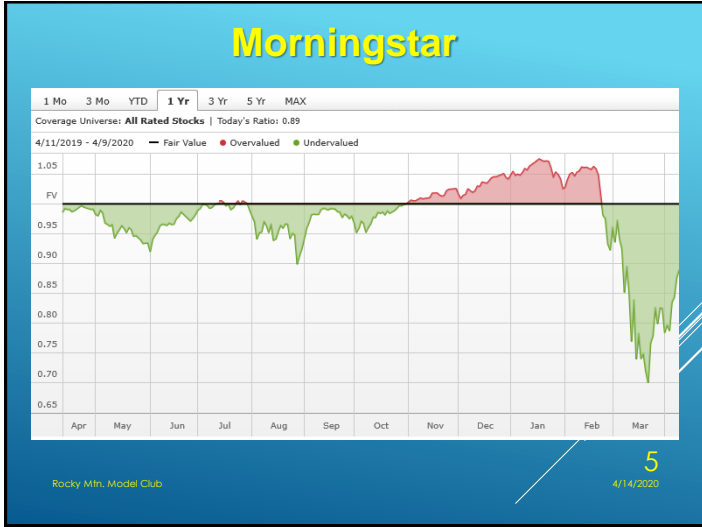 Morningstar
1 Mo 3 Mo YTD 1 Yr 3 Yr 5 Yr MAX
Coverage Universe: All Rated Stocks | Today's Ratio: 0.89
4/11/2019 - 4/9/2020 Fair Value Overvalued Undervalued
1.05
FV
0.95
0.90
0.85
0.80
0.75
0.70
0.65
Apr May Jun Jul Aug Sep Oct Nov Dec Jan Feb Mar
5
Rocky Mtn. Model Club 4/14/2020